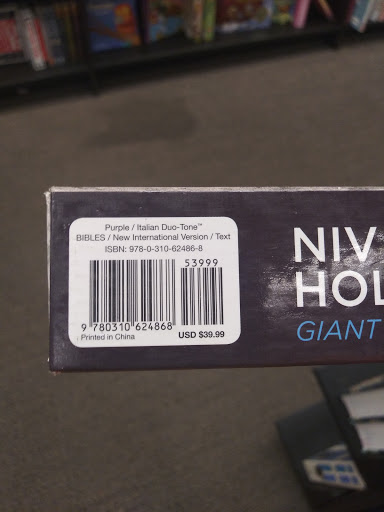 Purple / Italian Duo-Tone™
BIBLES / New International Version / Text
ISBN: 978-0-310-62486-8
53999
9 780310 624868
Printed in China
USD $39.99
NIV
HOL
GIANT